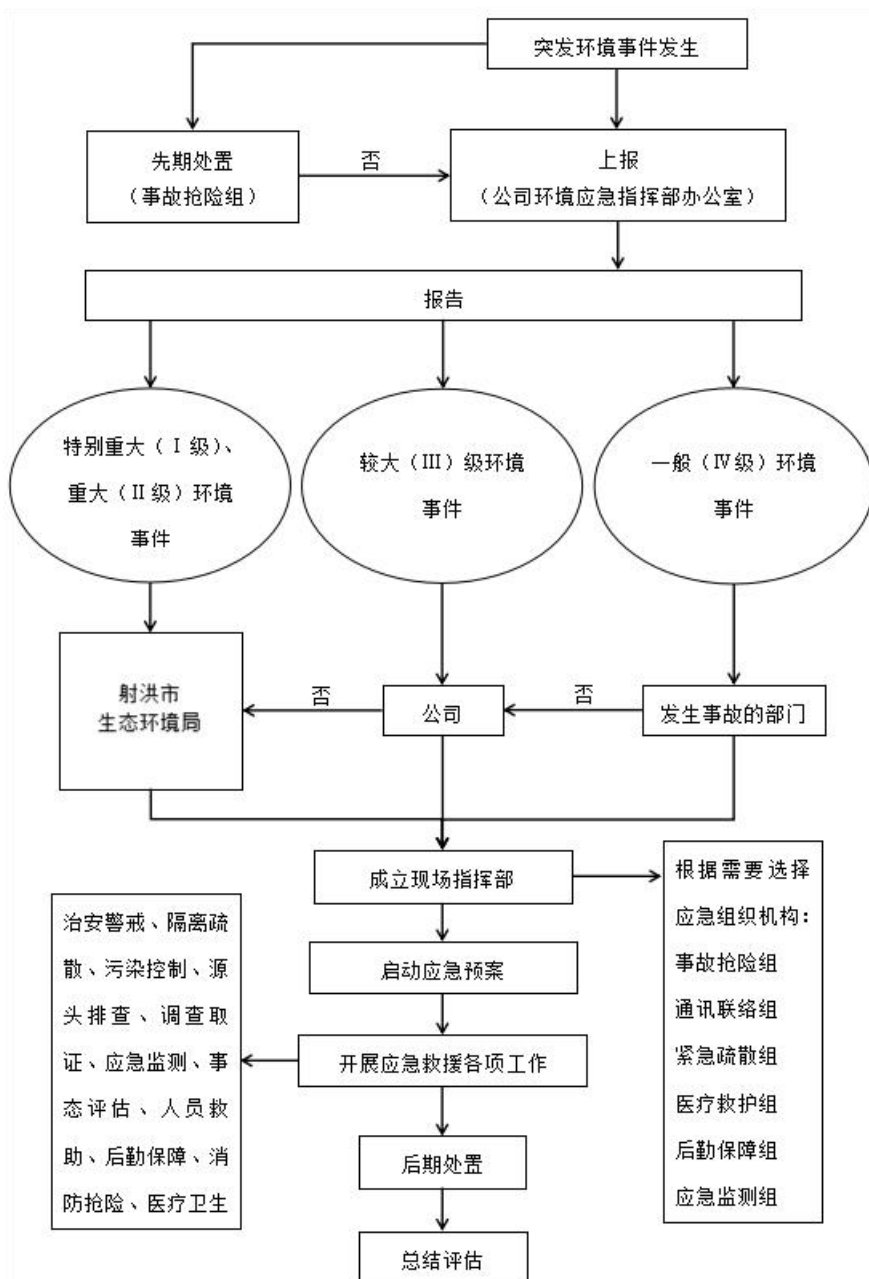 突发环境事件发生
先期处置
（事故抢险组）
否
上报
（公司环境应急指挥部办公室）
报告
特别重大（Ⅰ级）、
重大（II级）环境
事件
较大（III）级环境
事件
一般（Ⅳ级）环境
事件
射洪市
生态环境局
否
公司
否
发生事故的部门
成立现场指挥部
根据需要选择
应急组织机构：
事故抢险组
通讯联络组
紧急疏散组
医疗救护组
后勤保障组
应急监测组
启动应急预案
治安警戒、隔离疏
散、污染控制、源
头排查、调查取
证、应急监测、事
态评估、人员救
助、后勤保障、消
防抢险、医疗卫生
开展应急救援各项工作
后期处置
总结评估